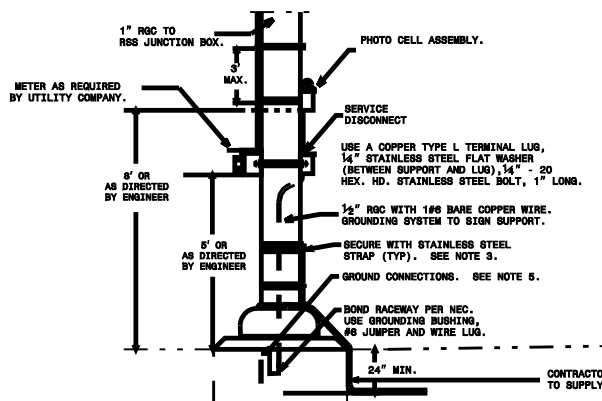 1" RGC TO
RSS JUNCTION BOX.
PHOTO CELL ASSEMBLY.
3'
MAX.
METER AS REQUIRED
BY UTILITY COMPANY.
SERVICE
DISCONNECT
USE A COPPER TYPE L TERMINAL LUG,
1/4" STAINLESS STEEL FLAT WASHER
(BETWEEN SUPPORT AND LUG), 1/4" - 20
HEX. HD. STAINLESS STEEL BOLT, 1" LONG.
8' OR
AS DIRECTED
BY ENGINEER
1/2" RGC WITH 1#6 BARE COPPER WIRE.
GROUNDING SYSTEM TO SIGN SUPPORT.
5' OR
AS DIRECTED
BY ENGINEER
SECURE WITH STAINLESS STEEL
STRAP (TYP). SEE NOTE 3.
GROUND CONNECTIONS. SEE NOTE 5.
BOND RACEWAY PER NEC.
USE GROUNDING BUSHING,
#6 JUMPER AND WIRE LUG.
24" MIN.
CONTRACTO
TO SUPPLY